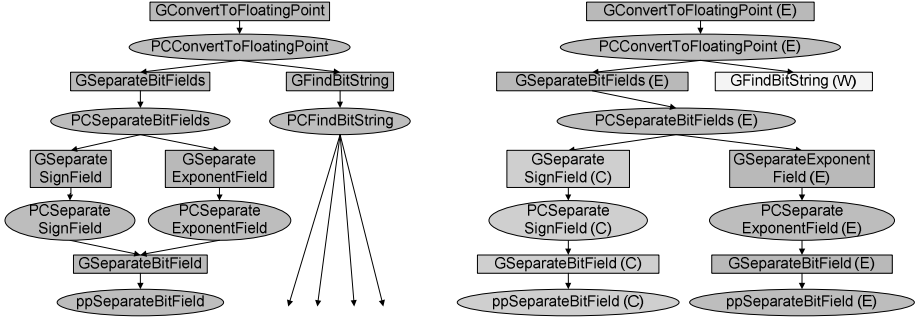 GConvertToFloatingPoint
PCConvertToFloatingPoint
GSeparateBitFields
GFindBitString
PCSeparateBitFields
PCFindBitString
GSeparate
SignField
GSeparate
ExponentField
PCSeparate
SignField
PCSeparate
ExponentField
GSeparateBitField
ppSeparateBitField
GConvertToFloatingPoint (E)
PCConvertToFloatingPoint (E)
GSeparateBitFields (E)
GFindBitString (W)
PCSeparateBitFields (E)
GSeparate
SignField (C)
GSeparateExponent
Field (E)
PCSeparate
SignField (C)
PCSeparate
ExponentField (E)
GSeparateBitField (C)
GSeparateBitField (E)
ppSeparateBitField (C)
ppSeparateBitField (E)